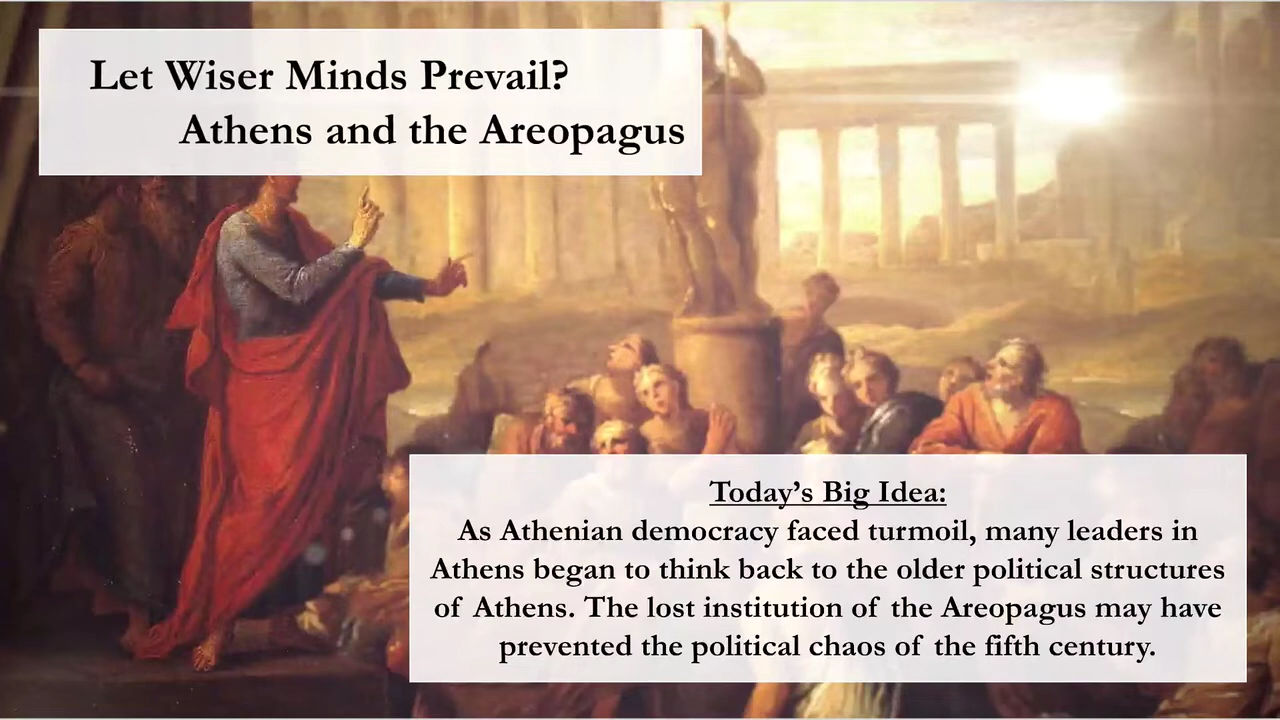 Let Wiser Minds Prevail?
Athens and the Areopagus
Today’s Big Idea:
As Athenian democracy faced turmoil, many leaders in
Athens began to think back to the older political structures
of Athens. The lost institution of the Areopagus may have
prevented the political chaos of the fifth century.